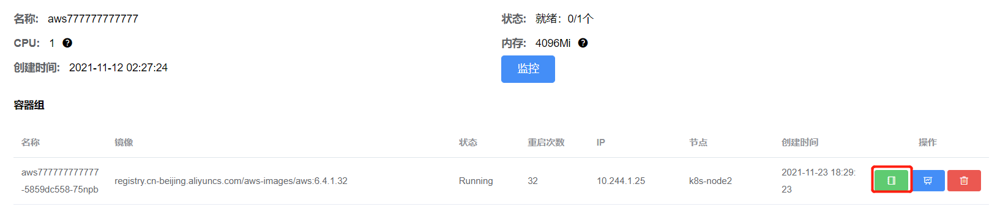 名称: aws777777777777
状态: 就绪：0/1个
CPU: 1
内存: 4096Mi
创建时间: 2021-11-12 02:27:24
监控
容器组
名称 镜像 状态 重启次数 IP 节点 创建时间 操作
aws777777777777
-5859dc558-75npb
registry.cn-beijing.aliyuncs.com/aws-images/aws:6.4.1.32
Running
32
10.244.1.25
k8s-node2
2021-11-23 18:29:
23